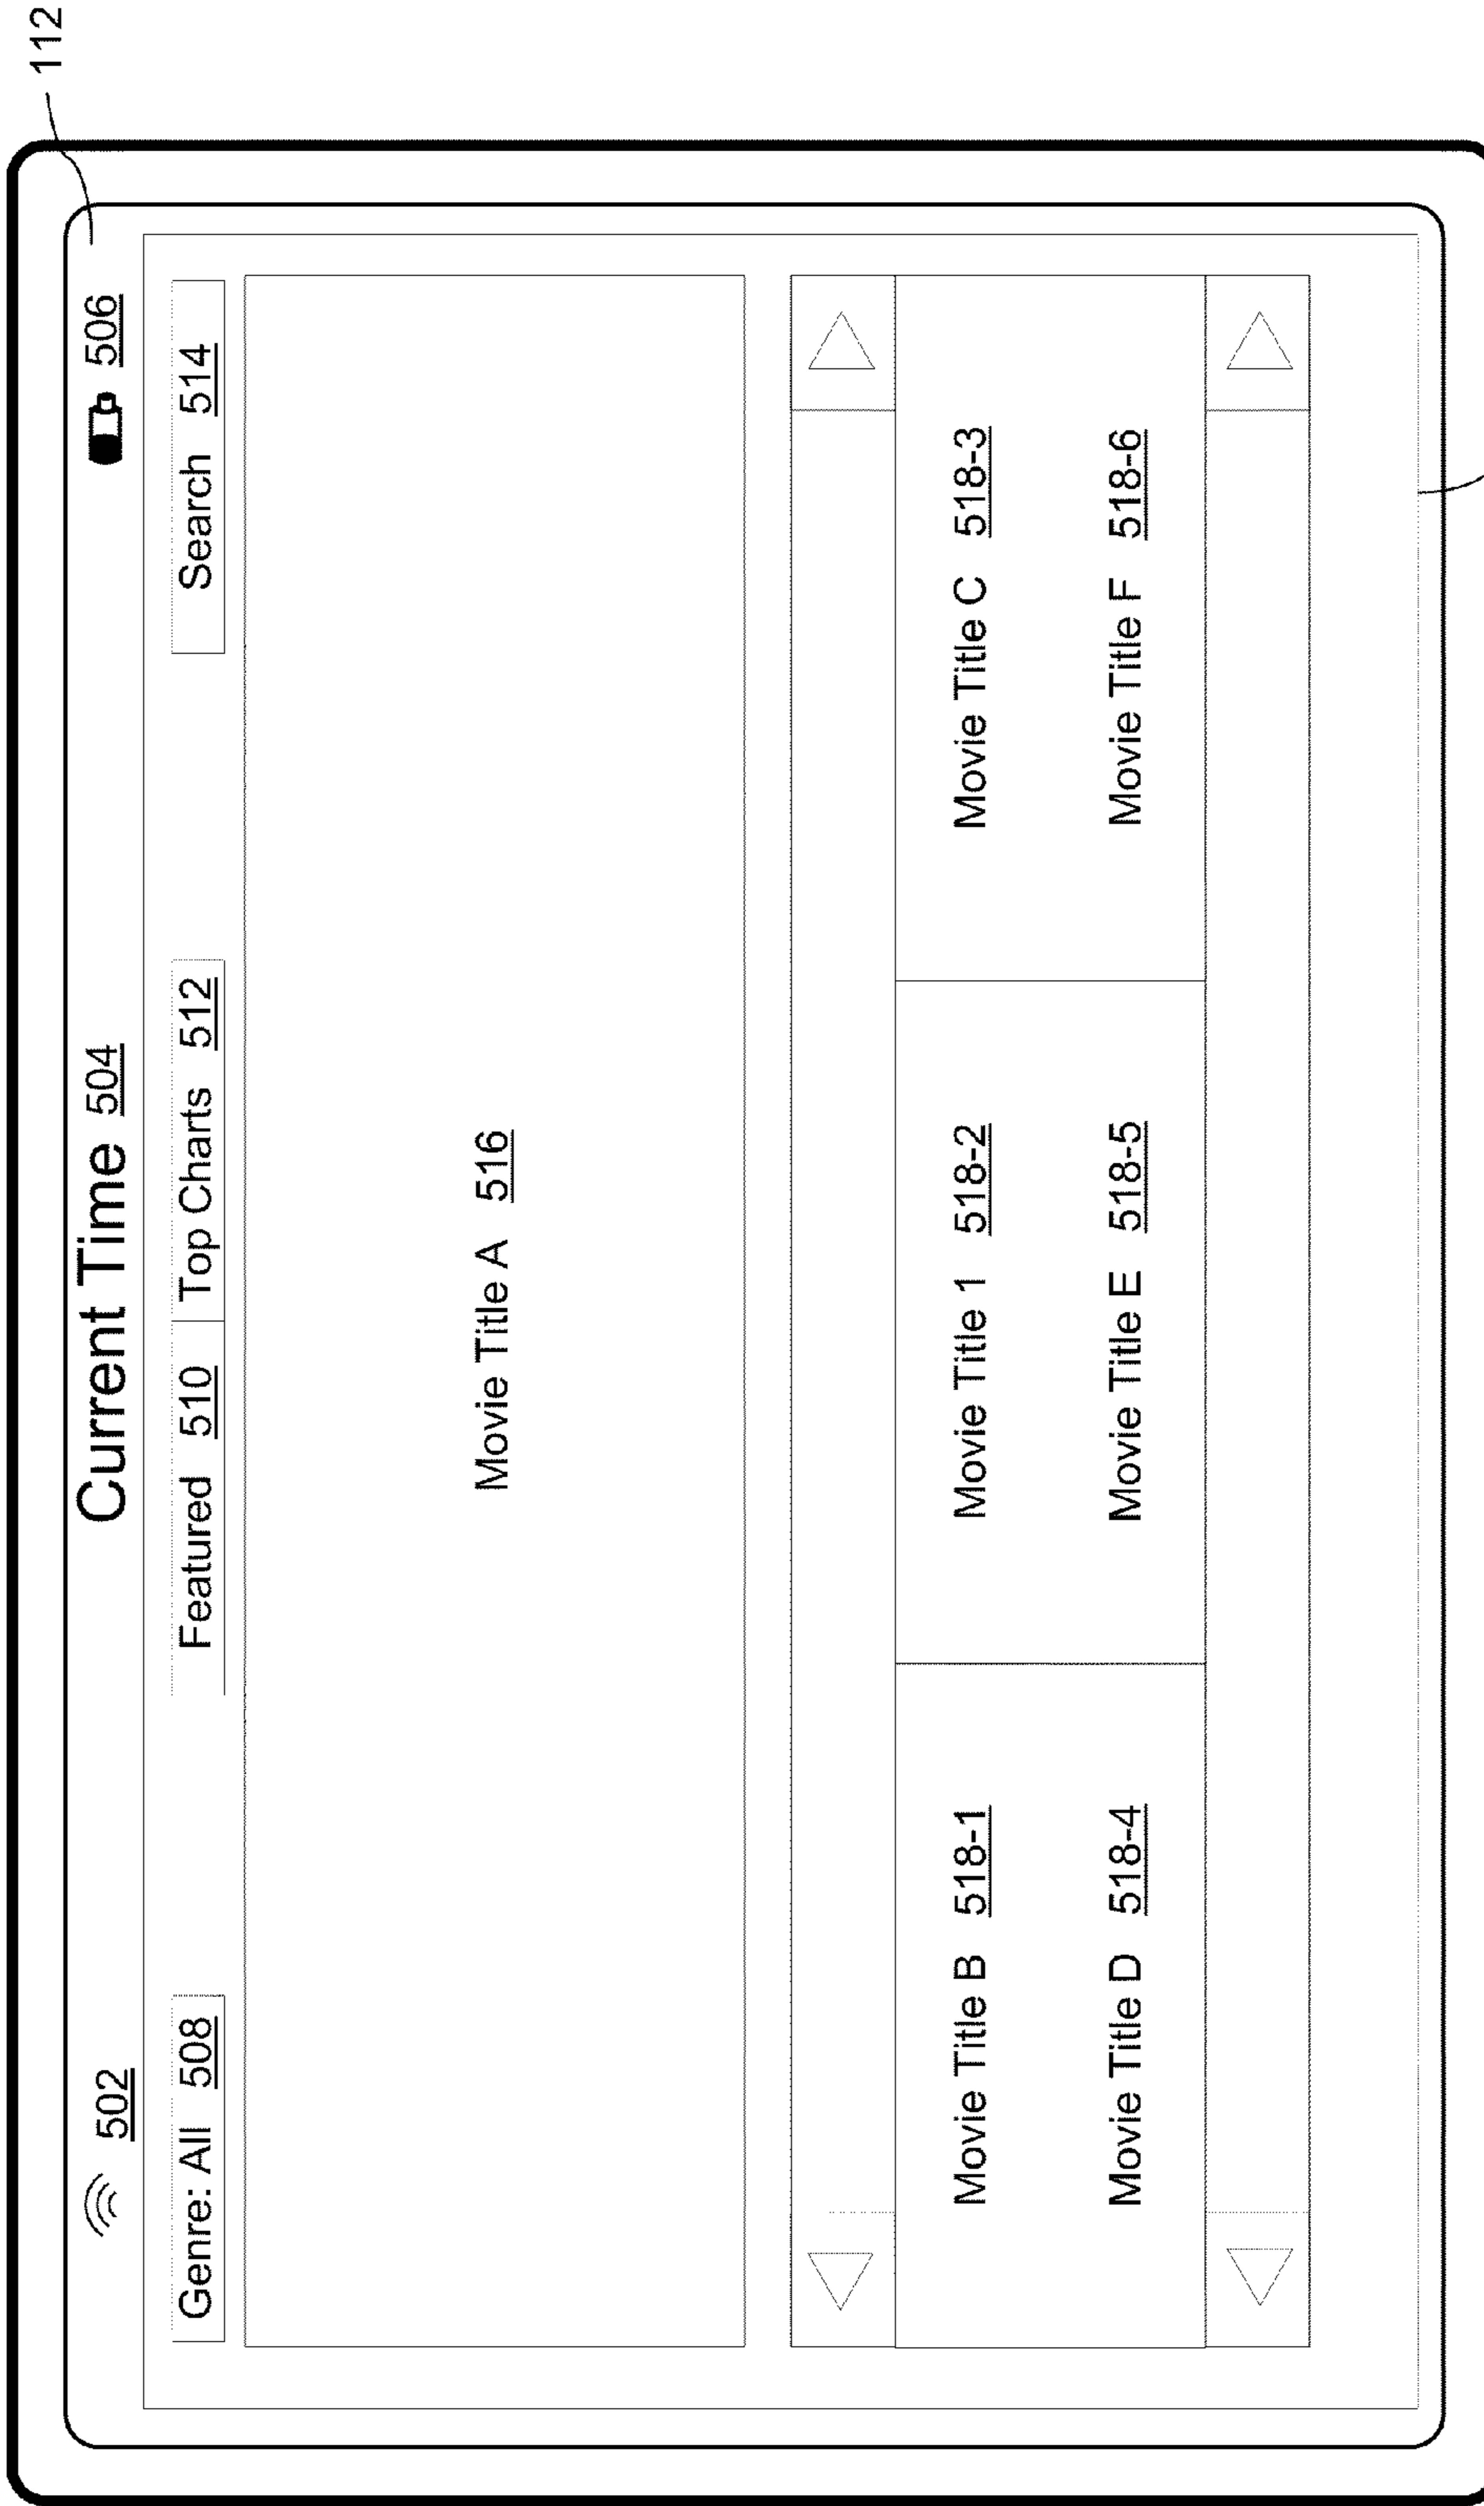 112
502 Current Time 504 506
Genre: All 508 Featured 510 Top Charts 512 Search 514
Movie Title A 516
Movie Title B 518-1 Movie Title 1 518-2 Movie Title C 518-3
Movie Title D 518-4 Movie Title E 518-5 Movie Title F 518-6